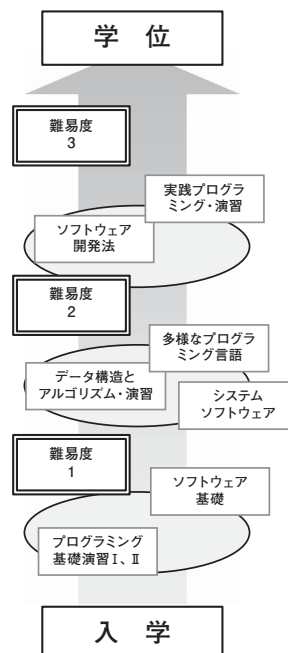 学 位
難易度
3
実践プログラ
ミング・演習
ソフトウェア
開発法
難易度
2
多様なプログラ
ミング言語
データ構造と
アルゴリズム・演習
システム
ソフトウェア
難易度
1
ソフトウェア
基礎
プログラミング
基礎演習Ⅰ、Ⅱ
入 学